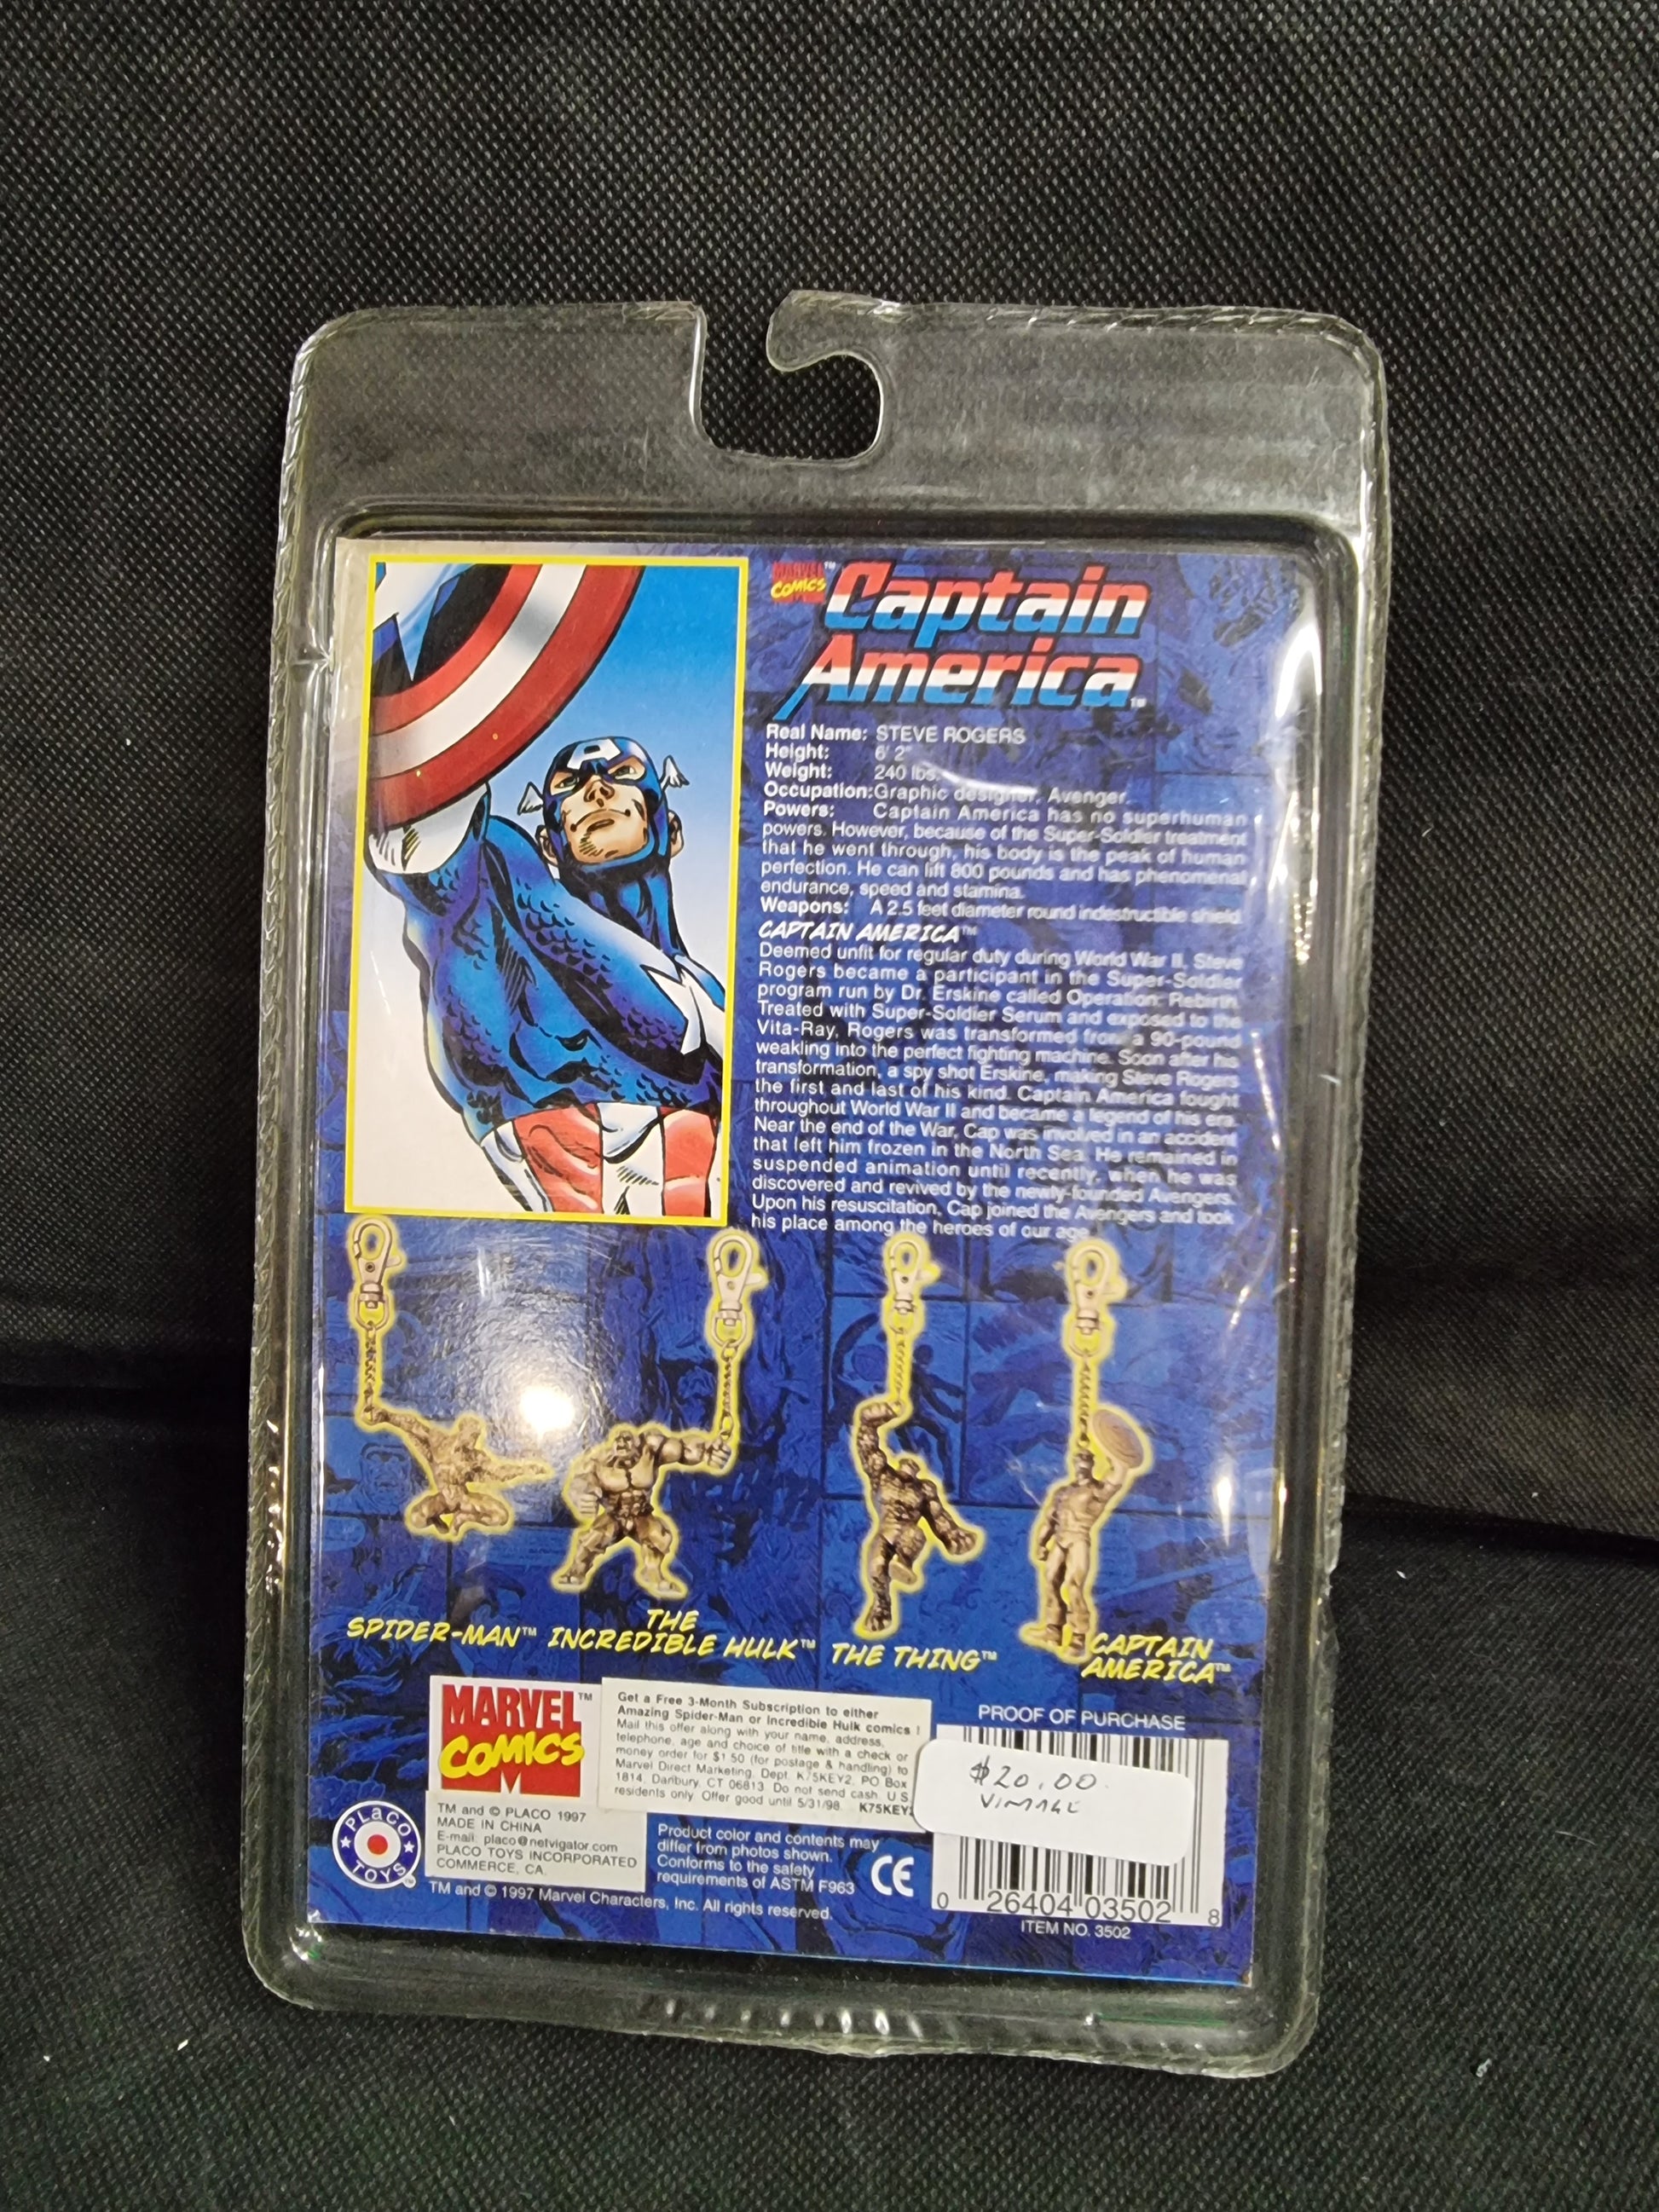 MARVEL™
COMICS
Captain
America™
Real Name: STEVE ROGERS
Height: 6' 2"
Weight: 240 lbs.
Occupation: Graphic designer, Avenger.
Powers: Captain America has no superhuman
powers. However, because of the Super-Soldier treatment
that he went through, his body is the peak of human
perfection. He can lift 800 pounds and has phenomenal
endurance, speed and stamina.
Weapons: A 2.5 feet diameter round indestructible shield.
CAPTAIN AMERICA™
Deemed unfit for regular duty during World War II, Steve
Rogers became a participant in the Super-Soldier
program run by Dr. Erskine called Operation: Rebirth.
Treated with Super-Soldier Serum and exposed to the
Vita-Ray, Rogers was transformed from a 90-pound
weakling into the perfect fighting machine. Soon after his
transformation, a spy shot Erskine, making Steve Rogers
the first and last of his kind. Captain America fought
throughout World War II and became a legend of his era.
Near the end of the War, Cap was involved in an accident
that left him frozen in the North Sea. He remained in
suspended animation until recently, when he was
discovered and revived by the newly-founded Avengers.
Upon his resuscitation, Cap joined the Avengers and took
his place among the heroes of our age.
SPIDER-MAN™
THE
INCREDIBLE HULK™
THE THING™
CAPTAIN
AMERICA™
MARVEL™
COMICS
M
Get a Free 3-Month Subscription to either
Amazing Spider-Man or Incredible Hulk comics !
Mail this offer along with your name, address,
telephone, age and choice of title with a check or
money order for $1.50 (for postage & handling) to
Marvel Direct Marketing, Dept. K75KEY2, PO Box
1814, Danbury, CT 06813. Do not send cash. U.S.
residents only. Offer good until 5/31/98. K75KEY2
PROOF OF PURCHASE
$20.00
VINTAGE
0 26404 03502 8
ITEM NO. 3502
PLACO
TOYS™
TM and © PLACO 1997
MADE IN CHINA
E-mail: placo@netvigator.com
PLACO TOYS INCORPORATED
COMMERCE, CA.
Product color and contents may
differ from photos shown.
Conforms to the safety
requirements of ASTM F963
CE
TM and © 1997 Marvel Characters, Inc. All rights reserved.